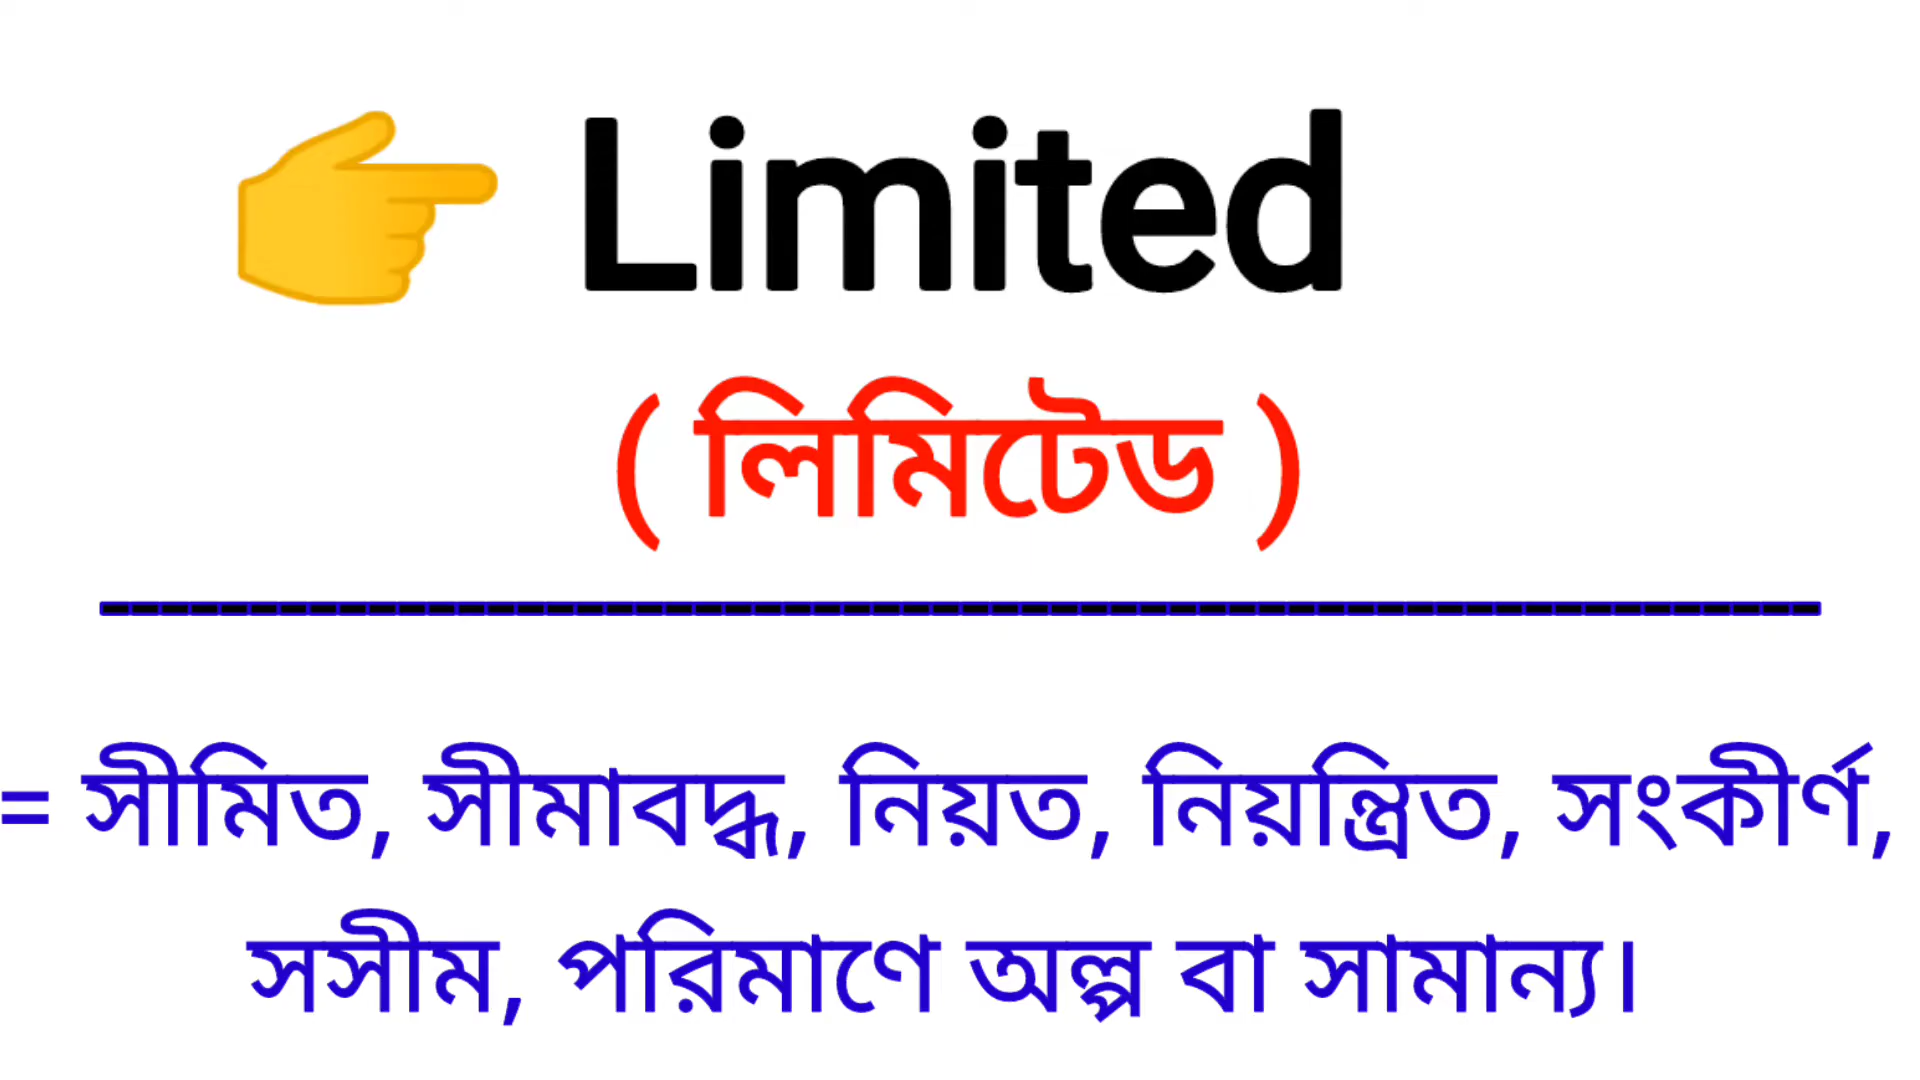 👉 Limited
( লিমিটেড )
----------------------------------------------------------
= সীমিত, সীমাবদ্ধ, নিয়ত, নিয়ন্ত্রিত, সংকীর্ণ,
সসীম, পরিমাণে অল্প বা সামান্য।